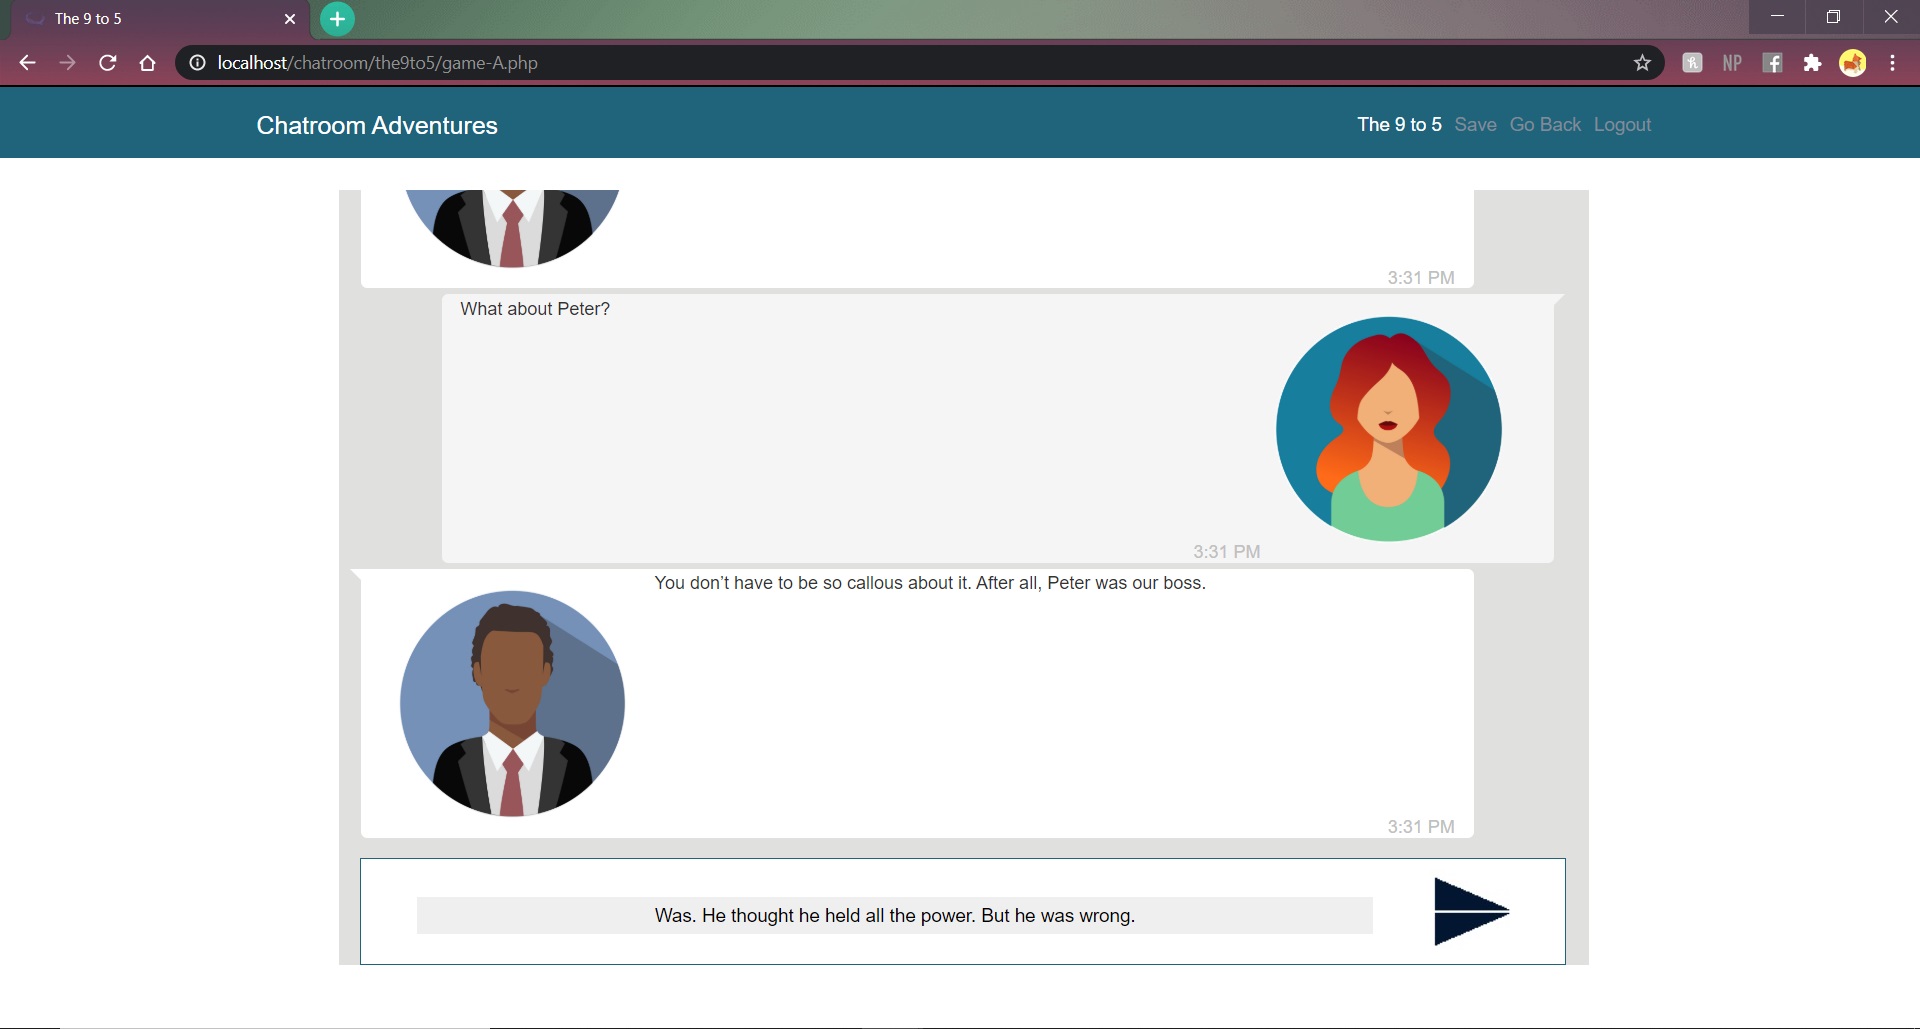 The 9 to 5
localhost/chatroom/the9to5/game-A.php
NP
Chatroom Adventures
The 9 to 5 Save Go Back Logout
3:31 PM
What about Peter?
3:31 PM
You don’t have to be so callous about it. After all, Peter was our boss.
3:31 PM
Was. He thought he held all the power. But he was wrong.